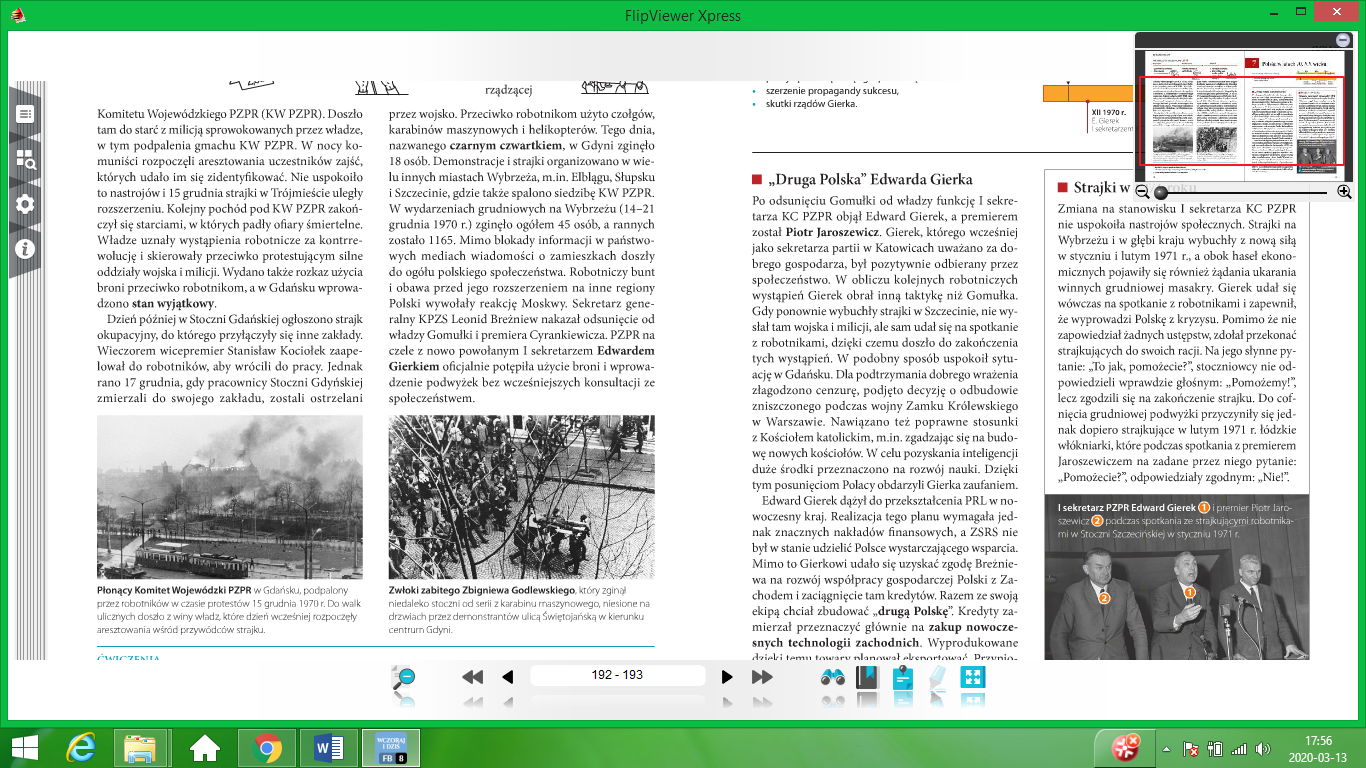 FlipViewer Xpress
rządzącej
Komitetu Wojewódzkiego PZPR (KW PZPR). Doszło
tam do starć z milicją sprowokowanych przez władze,
w tym podpalenia gmachu KW PZPR. W nocy ko-
muniści rozpoczęli aresztowania uczestników zajść,
których udało im się zidentyfikować. Nie uspokoiło
to nastrojów i 15 grudnia strajki w Trójmieście uległy
rozszerzeniu. Kolejny pochód pod KW PZPR zakoń-
czył się starciami, w których padły ofiary śmiertelne.
Władze uznały wystąpienia robotnicze za kontrre-
wolucję i skierowały przeciwko protestującym silne
oddziały wojska i milicji. Wydano także rozkaz użycia
broni przeciwko robotnikom, a w Gdańsku wprowa-
dzono stan wyjątkowy.
Dzień później w Stoczni Gdańskiej ogłoszono strajk
okupacyjny, do którego przyłączyły się inne zakłady.
Wieczorem wicepremier Stanisław Kociołek zaape-
lował do robotników, aby wrócili do pracy. Jednak
rano 17 grudnia, gdy pracownicy Stoczni Gdyńskiej
zmierzali do swojego zakładu, zostali ostrzelani
przez wojsko. Przeciwko robotnikom użyto czołgów,
karabinów maszynowych i helikopterów. Tego dnia,
nazwanego czarnym czwartkiem, w Gdyni zginęło
18 osób. Demonstracje i strajki organizowano w wie-
lu innych miastach Wybrzeża, m.in. Elblągu, Słupsku
i Szczecinie, gdzie także spalono siedzibę KW PZPR.
W wydarzeniach grudniowych na Wybrzeżu (14–21
grudnia 1970 r.) zginęło ogółem 45 osób, a rannych
zostało 1165. Mimo blokady informacji w państwo-
wych mediach wiadomości o zamieszkach doszły
do ogółu polskiego społeczeństwa. Robotniczy bunt
i obawa przed jego rozszerzeniem na inne regiony
Polski wywołały reakcję Moskwy. Sekretarz gene-
ralny KPZS Leonid Breżniew nakazał odsunięcie od
władzy Gomułki i premiera Cyrankiewicza. PZPR na
czele z nowo powołanym I sekretarzem Edwardem
Gierkiem oficjalnie potępiła użycie broni i wprowa-
dzenie podwyżek bez wcześniejszych konsultacji ze
społeczeństwem.
Płonący Komitet Wojewódzki PZPR w Gdańsku, podpalony
przez robotników w czasie protestów 15 grudnia 1970 r. Do walk
ulicznych doszło z winy władz, które dzień wcześniej rozpoczęły
aresztowania wśród przywódców strajku.
Zwłoki zabitego Zbigniewa Godlewskiego, który zginął
niedaleko stoczni od serii z karabinu maszynowego, niesione na
drzwiach przez demonstrantów ulicą Świętojańską w kierunku
centrum Gdyni.
ĆWICZENIA
• szerzenie propagandy sukcesu,
• skutki rządów Gierka.
XII 1970 r.
E. Gierek
I sekretarzem
„Druga Polska” Edwarda Gierka
Po odsunięciu Gomułki od władzy funkcję I sekre-
tarza KC PZPR objął Edward Gierek, a premierem
został Piotr Jaroszewicz. Gierek, którego wcześniej
jako sekretarza partii w Katowicach uważano za do-
brego gospodarza, był pozytywnie odbierany przez
społeczeństwo. W obliczu kolejnych robotniczych
wystąpień Gierek obrał inną taktykę niż Gomułka.
Gdy ponownie wybuchły strajki w Szczecinie, nie wy-
słał tam wojska i milicji, ale sam udał się na spotkanie
z robotnikami, dzięki czemu doszło do zakończenia
tych wystąpień. W podobny sposób uspokoił sytu-
ację w Gdańsku. Dla podtrzymania dobrego wrażenia
złagodzono cenzurę, podjęto decyzję o odbudowie
zniszczonego podczas wojny Zamku Królewskiego
w Warszawie. Nawiązano też poprawne stosunki
z Kościołem katolickim, m.in. zgadzając się na budo-
wę nowych kościołów. W celu pozyskania inteligencji
duże środki przeznaczono na rozwój nauki. Dzięki
tym posunięciom Polacy obdarzyli Gierka zaufaniem.
Edward Gierek dążył do przekształcenia PRL w no-
woczesny kraj. Realizacja tego planu wymagała jed-
nak znacznych nakładów finansowych, a ZSRS nie
był w stanie udzielić Polsce wystarczającego wsparcia.
Mimo to Gierkowi udało się uzyskać zgodę Breżnie-
wa na rozwój współpracy gospodarczej Polski z Za-
chodem i zaciągnięcie tam kredytów. Razem ze swoją
ekipą chciał zbudować „drugą Polskę”. Kredyty za-
mierzał przeznaczyć głównie na zakup nowocze-
snych technologii zachodnich. Wyprodukowane
dzięki temu towary planował eksportować. Przynio-
Strajki w roku
Zmiana na stanowisku I sekretarza KC PZPR
nie uspokoiła nastrojów społecznych. Strajki na
Wybrzeżu i w głębi kraju wybuchły z nową siłą
w styczniu i lutym 1971 r., a obok haseł ekono-
micznych pojawiły się również żądania ukarania
winnych grudniowej masakry. Gierek udał się
wówczas na spotkanie z robotnikami i zapewnił,
że wyprowadzi Polskę z kryzysu. Pomimo że nie
zapowiedział żadnych ustępstw, zdołał przekonać
strajkujących do swoich racji. Na jego słynne py-
tanie: „To jak, pomożecie?”, stoczniowcy nie od-
powiedzieli wprawdzie głośnym: „Pomożemy!”,
lecz zgodzili się na zakończenie strajku. Do cof-
nięcia grudniowej podwyżki przyczyniły się jed-
nak dopiero strajkujące w lutym 1971 r. łódzkie
włókniarki, które podczas spotkania z premierem
Jaroszewiczem na zadane przez niego pytanie:
„Pomożecie?”, odpowiedziały zgodnym: „Nie!”.
I sekretarz PZPR Edward Gierek 1 i premier Piotr Jaro-
szewicz 2 podczas spotkania ze strajkującymi robotnika-
mi w Stoczni Szczecińskiej w styczniu 1971 r.
2
1
7 Polska w latach
192 - 193
WCZORAJ
I DZIŚ
FB 8
17:56
2020-03-13